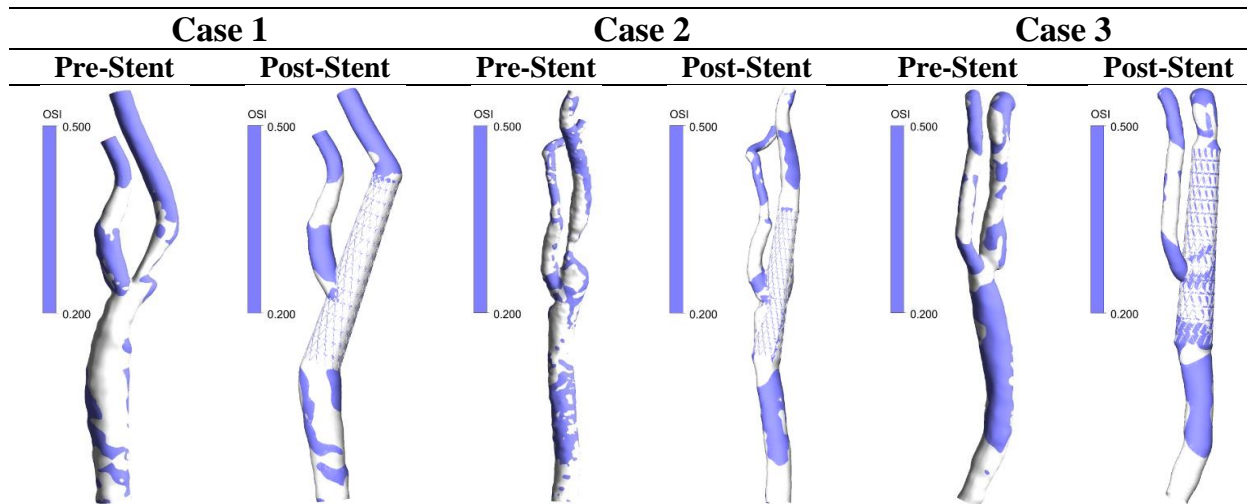 Case 1 Case 2 Case 3
Pre-Stent Post-Stent Pre-Stent Post-Stent Pre-Stent Post-Stent
OSI OSI OSI OSI OSI OSI
0.500 0.500 0.500 0.500 0.500 0.500
0.200 0.200 0.200 0.200 0.200 0.200